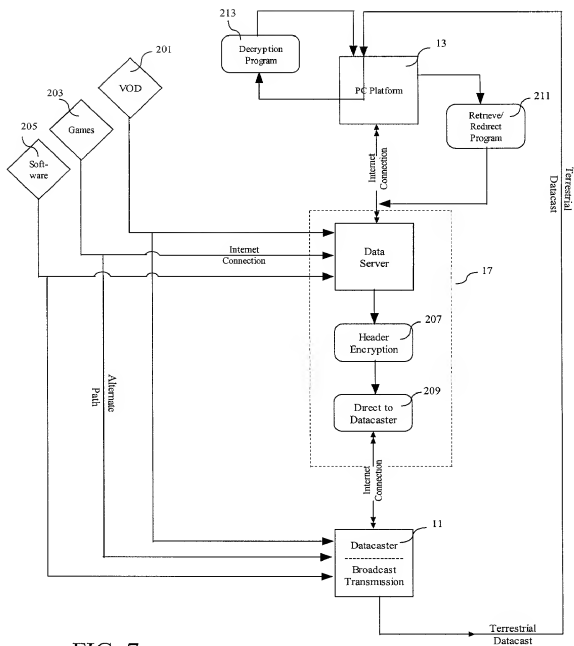 213
Decryption
Program
13
PC Platform
201
VOD
203
Games
205
Soft-
ware
Retrieve/
Redirect
Program
211
Internet
Connection
Terrestrial
Datacast
Internet
Connection
Data
Server
17
Header
Encryption
207
Alternate
Path
Direct to
Datacaster
209
Internet
Connection
11
Datacaster
Broadcast
Transmission
Terrestrial
Datacast
FIG. 7